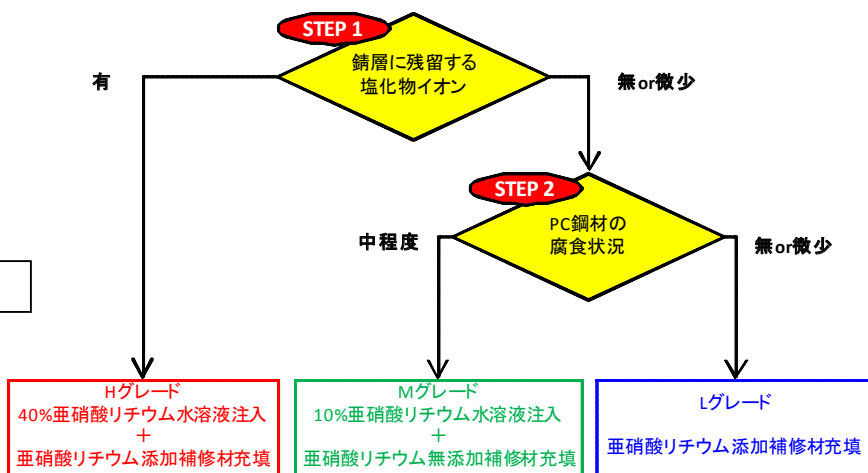 STEP 1
錆層に残留する
塩化物イオン
有
無or微少
STEP 2
PC鋼材の
腐食状況
中程度
無or微少
Hグレード
40%亜硝酸リチウム水溶液注入
+
亜硝酸リチウム添加補修材充填
Mグレード
10%亜硝酸リチウム水溶液注入
+
亜硝酸リチウム無添加補修材充填
Lグレード
亜硝酸リチウム添加補修材充填